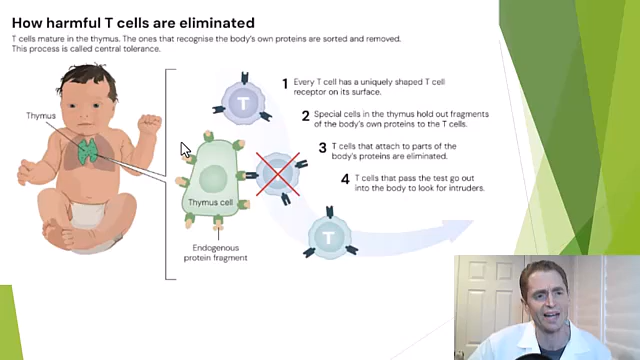 How harmful T cells are eliminated
T cells mature in the thymus. The ones that recognise the body's own proteins are sorted and removed.
This process is called central tolerance.
Thymus
1 Every T cell has a uniquely shaped T cell
receptor on its surface.
2 Special cells in the thymus hold out fragments
of the body's own proteins to the T cells.
3 T cells that attach to parts of the
body's proteins are eliminated.
4 T cells that pass the test go out
into the body to look for intruders.
T
Thymus cell
T
Endogenous
protein fragment